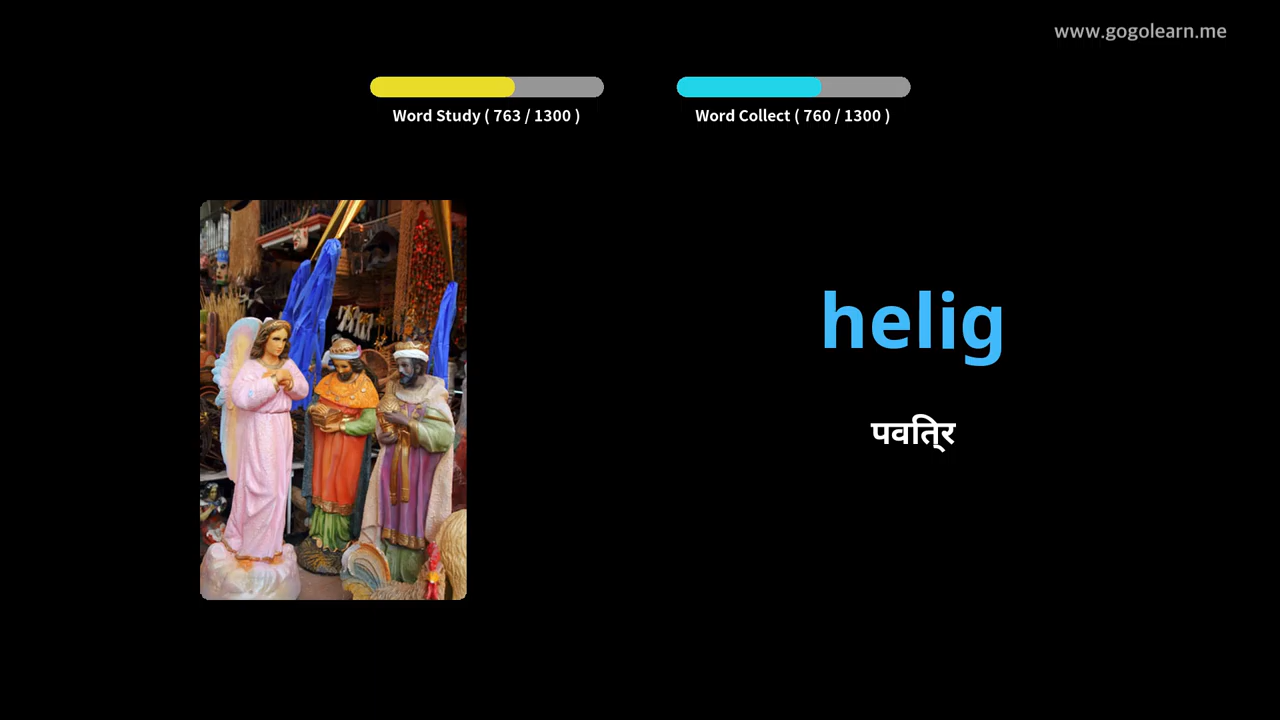 www.gogolearn.me
Word Study ( 763 / 1300 )
Word Collect ( 760 / 1300 )
helig
पवित्र